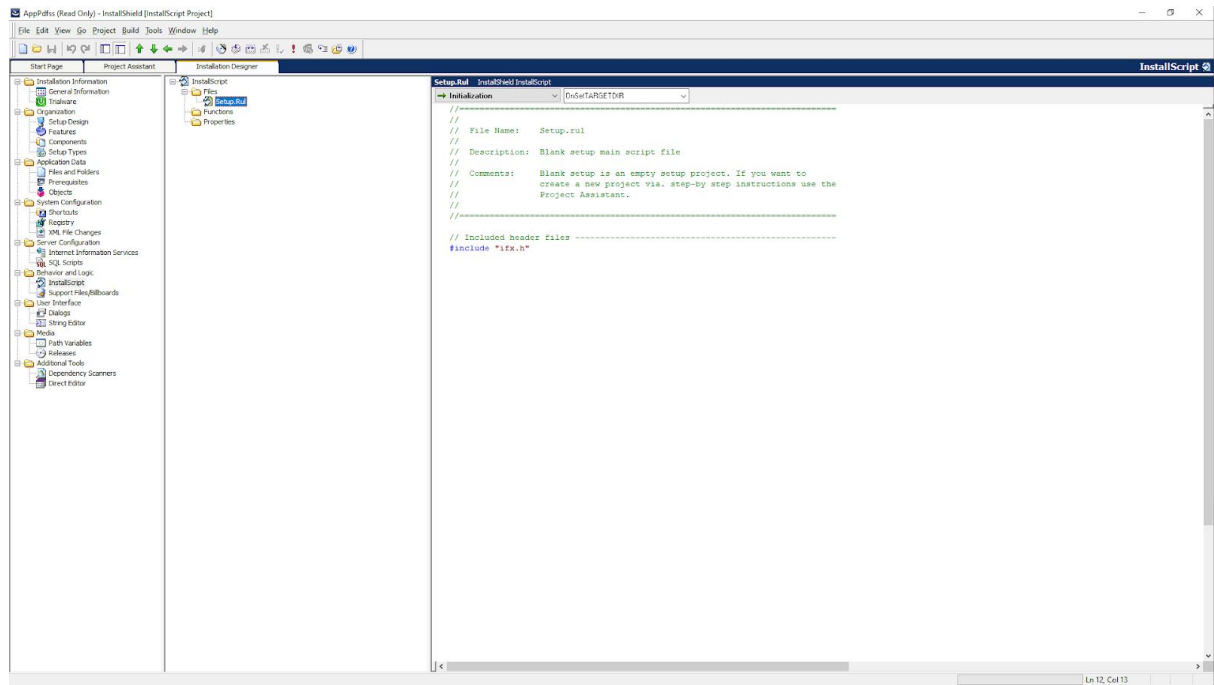 AppPdfss (Read Only) - InstallShield [InstallScript Project]
File Edit View Go Project Build Tools Window Help
Start Page Project Assistant Installation Designer InstallScript
Installation Information
General Information
Trialware
Organization
Setup Design
Features
Components
Setup Types
Application Data
Files and Folders
Prerequisites
Objects
System Configuration
Shortcuts
Registry
XML File Changes
Server Configuration
Internet Information Services
SQL Scripts
Behavior and Logic
InstallScript
Support Files/Billboards
User Interface
Dialogs
String Editor
Media
Path Variables
Releases
Additional Tools
Dependency Scanners
Direct Editor
InstallScript
Files
Setup.Rul
Functions
Properties
Setup.Rul InstallShield InstallScript
Initialization OnSetTARGETDIR
//===========================================================================
//
// File Name: Setup.rul
//
// Description: Blank setup main script file
//
// Comments: Blank setup is an empty setup project. If you want to
// create a new project via. step-by step instructions use the
// Project Assistant.
//
//===========================================================================
// Included header files ----------------------------------------------------
#include "ifx.h"
Ln 12, Col 13